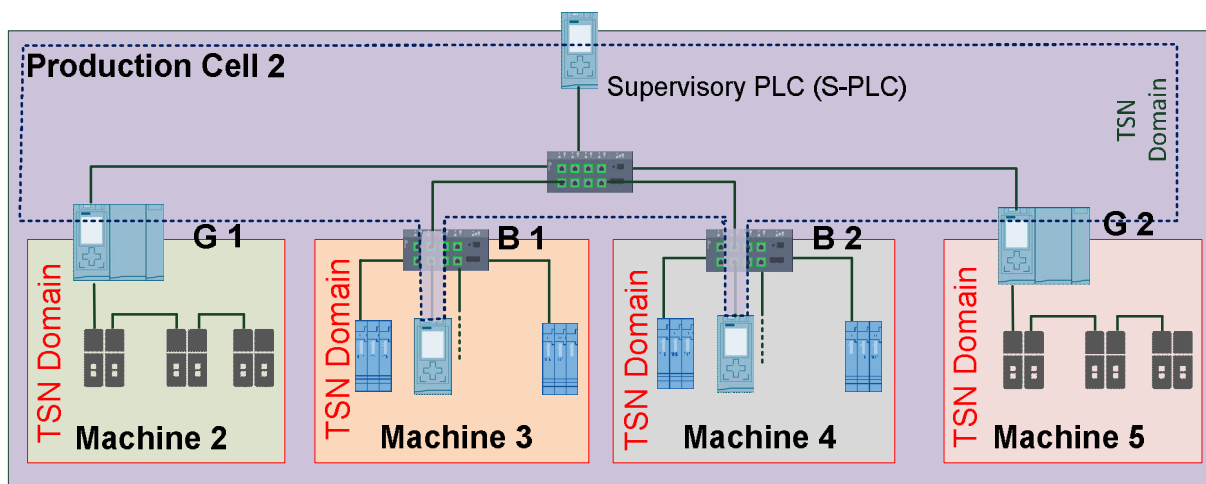 Production Cell 2
Supervisory PLC (S-PLC)
TSN
Domain
G 1
B 1
B 2
G 2
TSN Domain
TSN Domain
TSN Domain
TSN Domain
Machine 2
Machine 3
Machine 4
Machine 5